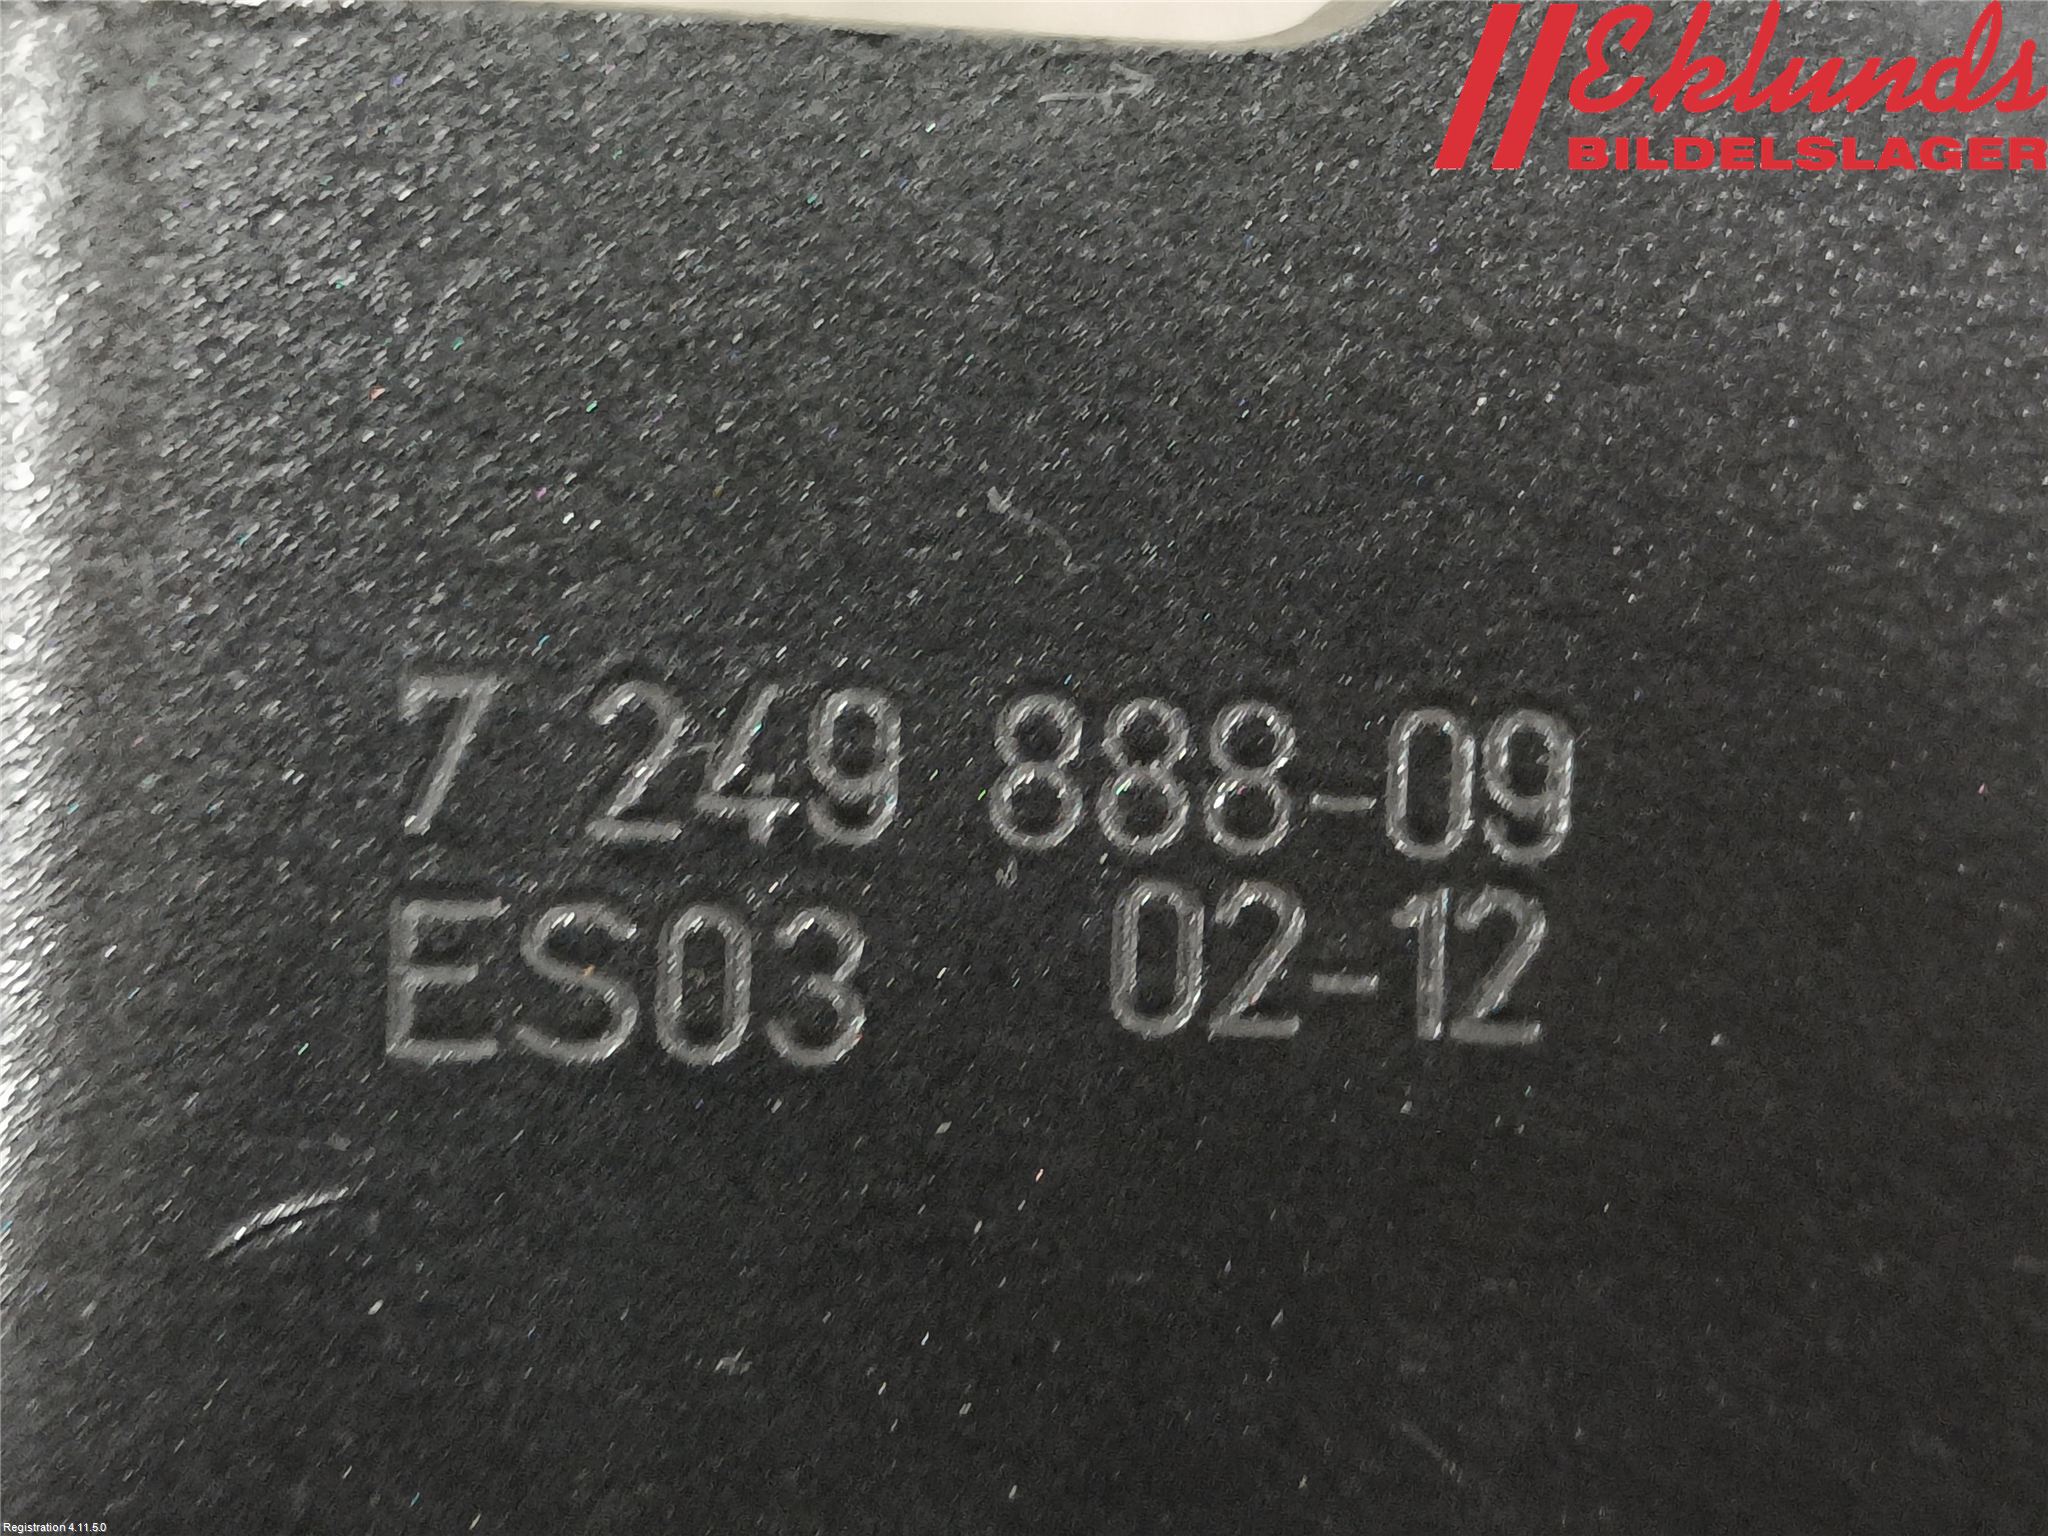 Eklunds
BILDELSLAGER
7 249 888-09
ES03 02-12
Registration 4.11.5.0